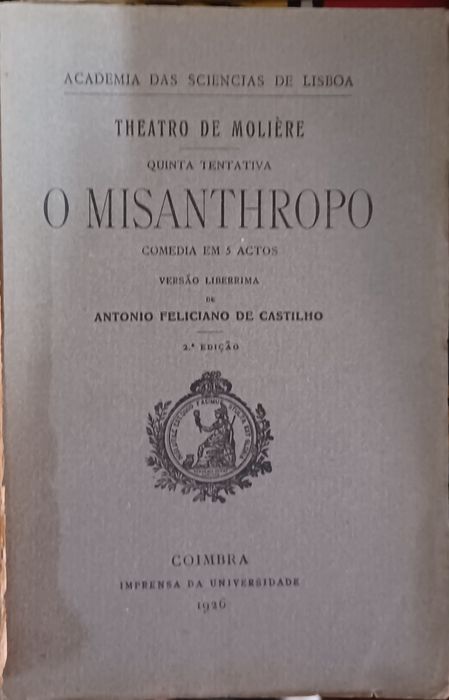 ACADEMIA DAS SCIENCIAS DE LISBOA
THEATRO DE MOLIÈRE
QUINTA TENTATIVA
O MISANTHROPO
COMEDIA EM 5 ACTOS
VERSÃO LIBERRIMA
DE
ANTONIO FELICIANO DE CASTILHO
2.ª EDIÇÃO
COIMBRA
IMPRENSA DA UNIVERSIDADE
1926